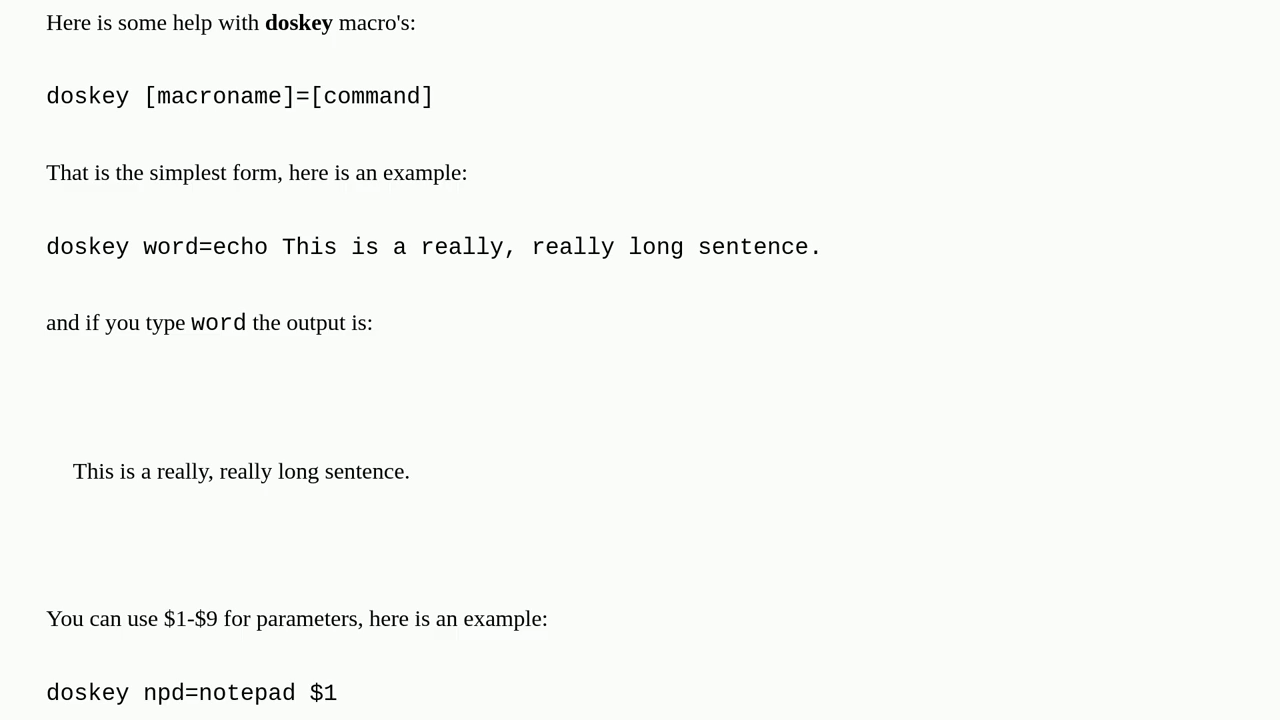 Here is some help with doskey macro's:
doskey [macroname]=[command]
That is the simplest form, here is an example:
doskey word=echo This is a really, really long sentence.
and if you type word the output is:
This is a really, really long sentence.
You can use $1-$9 for parameters, here is an example:
doskey npd=notepad $1